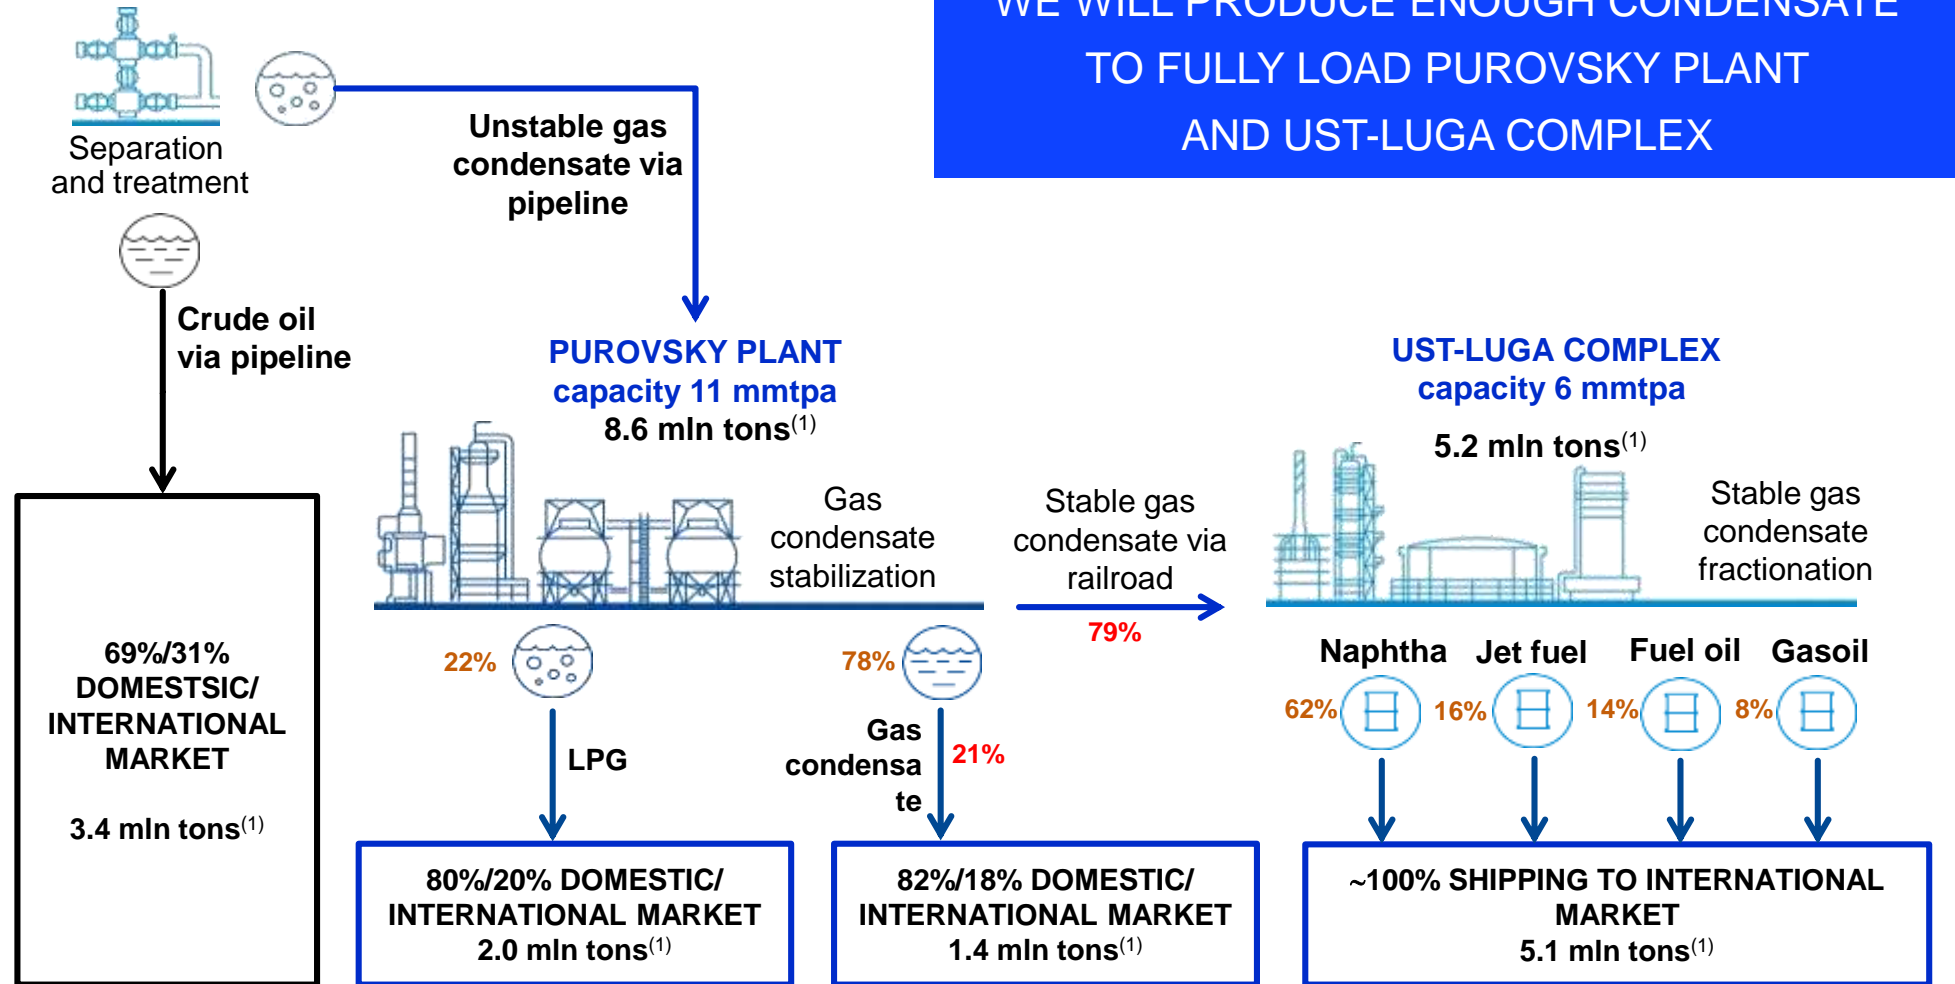 WE WILL PRODUCE ENOUGH CONDENSATE
TO FULLY LOAD PUROVSKY PLANT
AND UST-LUGA COMPLEX
Separation
and treatment
Unstable gas
condensate via
pipeline
Crude oil
via pipeline
PUROVSKY PLANT
capacity 11 mmtpa
8.6 mln tons(1)
UST-LUGA COMPLEX
capacity 6 mmtpa
5.2 mln tons(1)
Gas
condensate
stabilization
Stable gas
condensate via
railroad
79%
Stable gas
condensate
fractionation
22%
78%
Naphtha
Jet fuel
Fuel oil
Gasoil
62%
16%
14%
8%
LPG
Gas
condensa
te
21%
69%/31%
DOMESTSIC/
INTERNATIONAL
MARKET
3.4 mln tons(1)
80%/20% DOMESTIC/
INTERNATIONAL MARKET
2.0 mln tons(1)
82%/18% DOMESTIC/
INTERNATIONAL MARKET
1.4 mln tons(1)
~100% SHIPPING TO INTERNATIONAL
MARKET
5.1 mln tons(1)